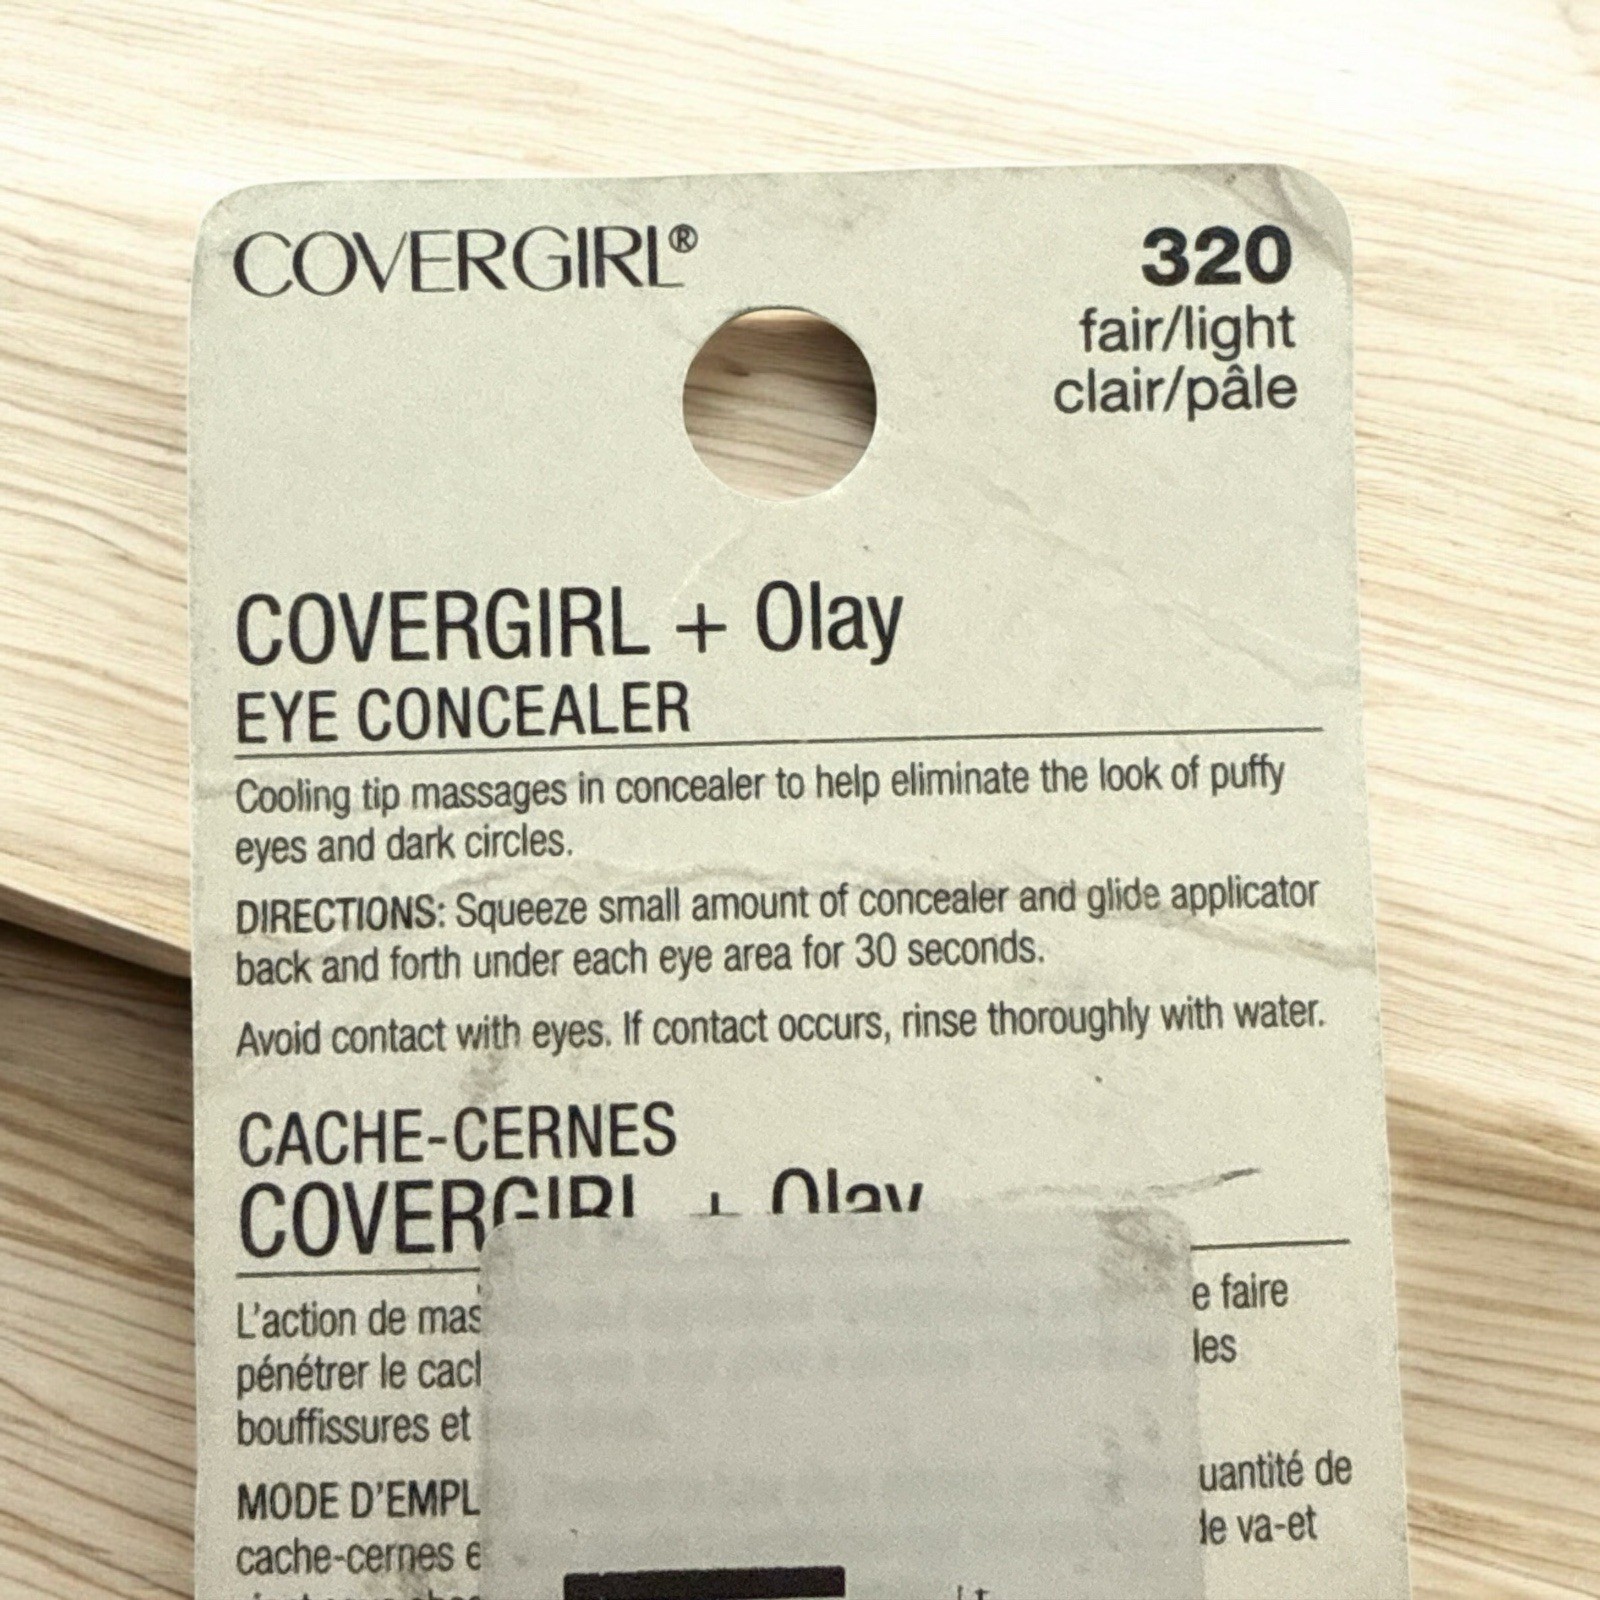 COVERGIRL®
320
fair/light
clair/pâle
COVERGIRL + Olay
EYE CONCEALER
Cooling tip massages in concealer to help eliminate the look of puffy
eyes and dark circles.
DIRECTIONS: Squeeze small amount of concealer and glide applicator
back and forth under each eye area for 30 seconds.
Avoid contact with eyes. If contact occurs, rinse thoroughly with water.
CACHE-CERNES
COVERGIRL + Olay
L'action de
e faire
pénétrer le
les
bouffissures et
MODE
uantité de
cache-cernes
le va-et